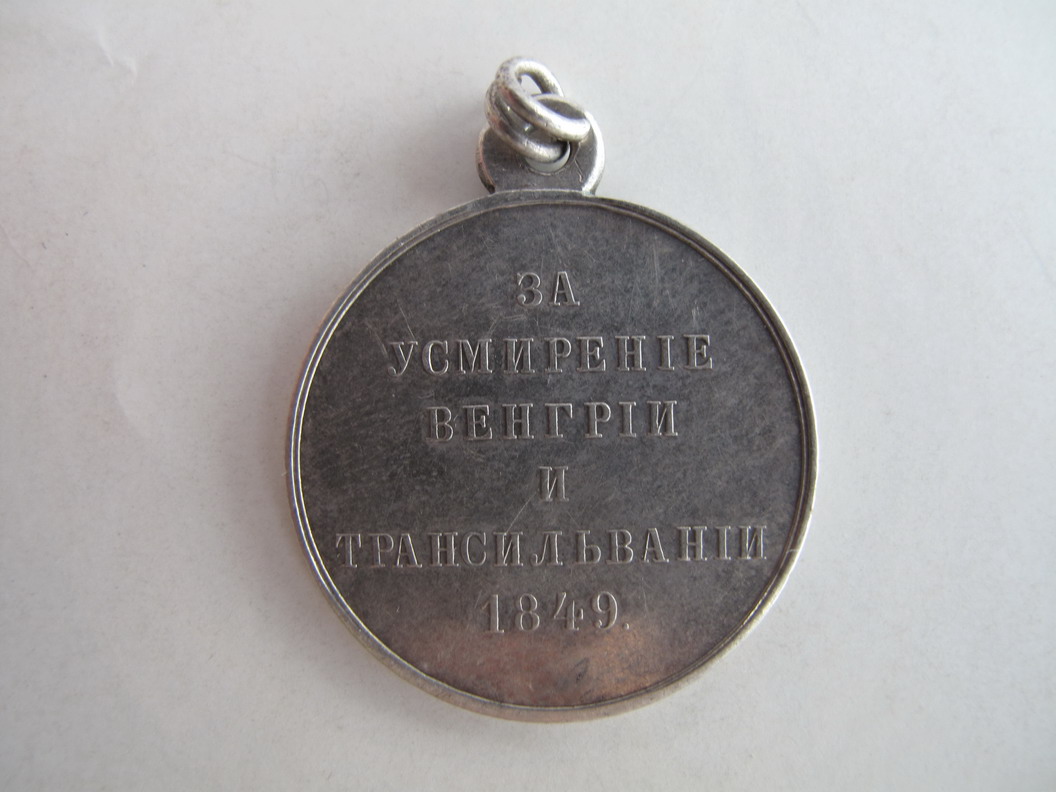 ЗА
УСМИРЕНІЕ
ВЕНГРІИ
И
ТРАНСИЛЬВАНІИ
1849.